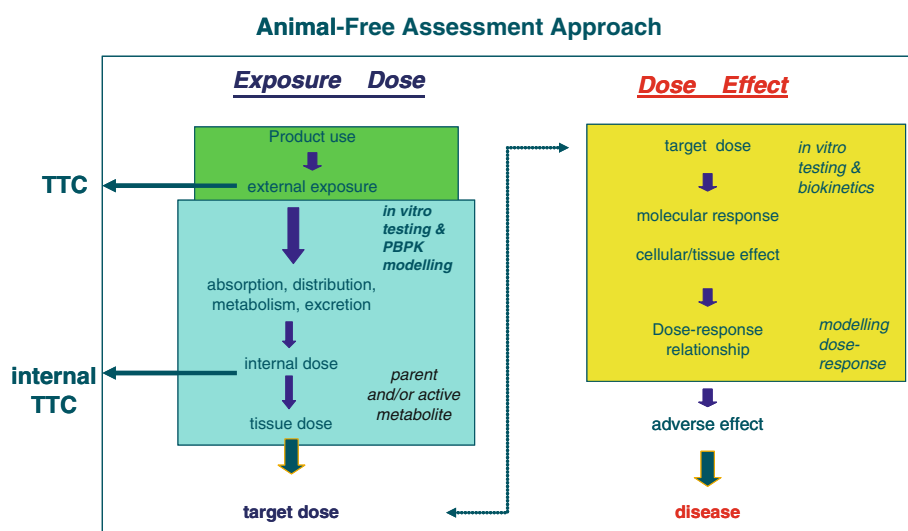 Animal-Free Assessment Approach
Exposure Dose
Product use
external exposure
TTC
in vitro
testing &
PBPK
modelling
absorption, distribution,
metabolism, excretion
internal dose
internal
TTC
parent
and/or active
metabolite
tissue dose
target dose
Dose Effect
target dose
in vitro
testing &
biokinetics
molecular response
cellular/tissue effect
Dose-response
relationship
modelling
dose-
response
adverse effect
disease